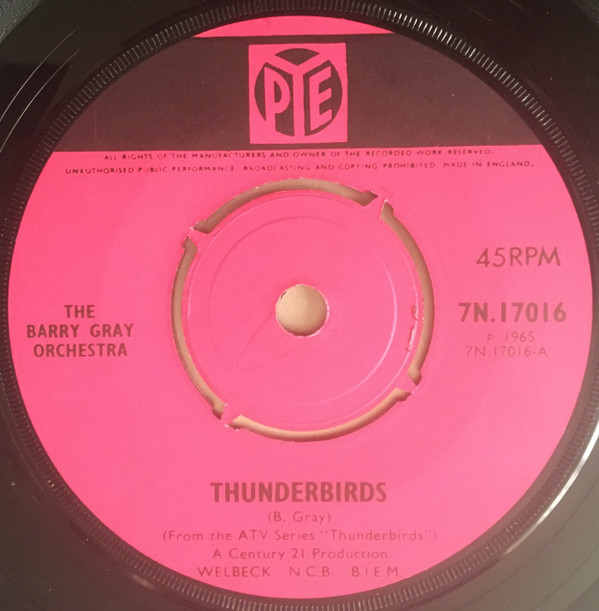 PYE
ALL RIGHTS OF THE MANUFACTURERS AND OWNER OF THE RECORDED WORK RESERVED.
UNAUTHORISED PUBLIC PERFORMANCE, BROADCASTING AND COPYING PROHIBITED. MADE IN ENGLAND.
45RPM
THE
BARRY GRAY
ORCHESTRA
7N.17016
P 1965
7N.17016-A
THUNDERBIRDS
(B. Gray)
(From the ATV Series "Thunderbirds")
A Century 21 Production
WELBECK N.C.B. B.I.E.M.